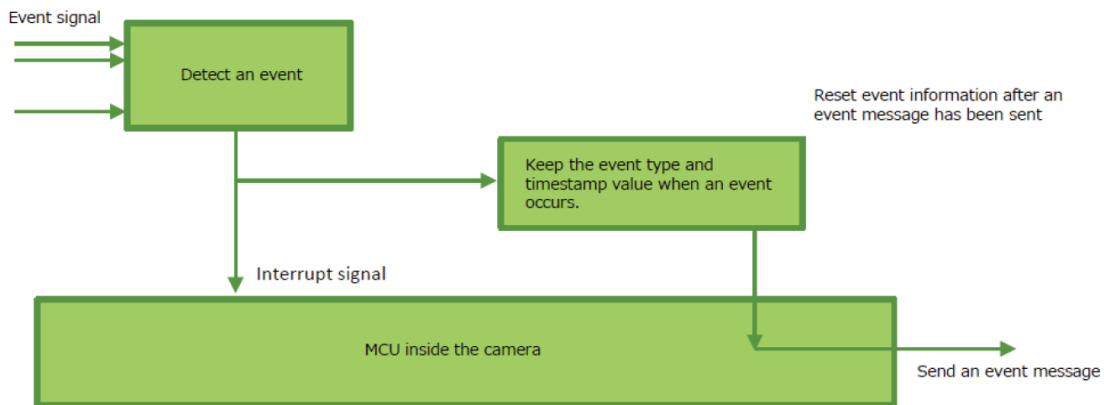 Event signal
Detect an event
Reset event information after an
event message has been sent
Keep the event type and
timestamp value when an event
occurs.
Interrupt signal
MCU inside the camera
Send an event message